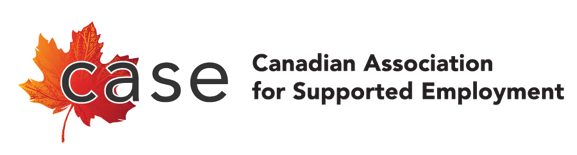 case
Canadian Association
for Supported Employment